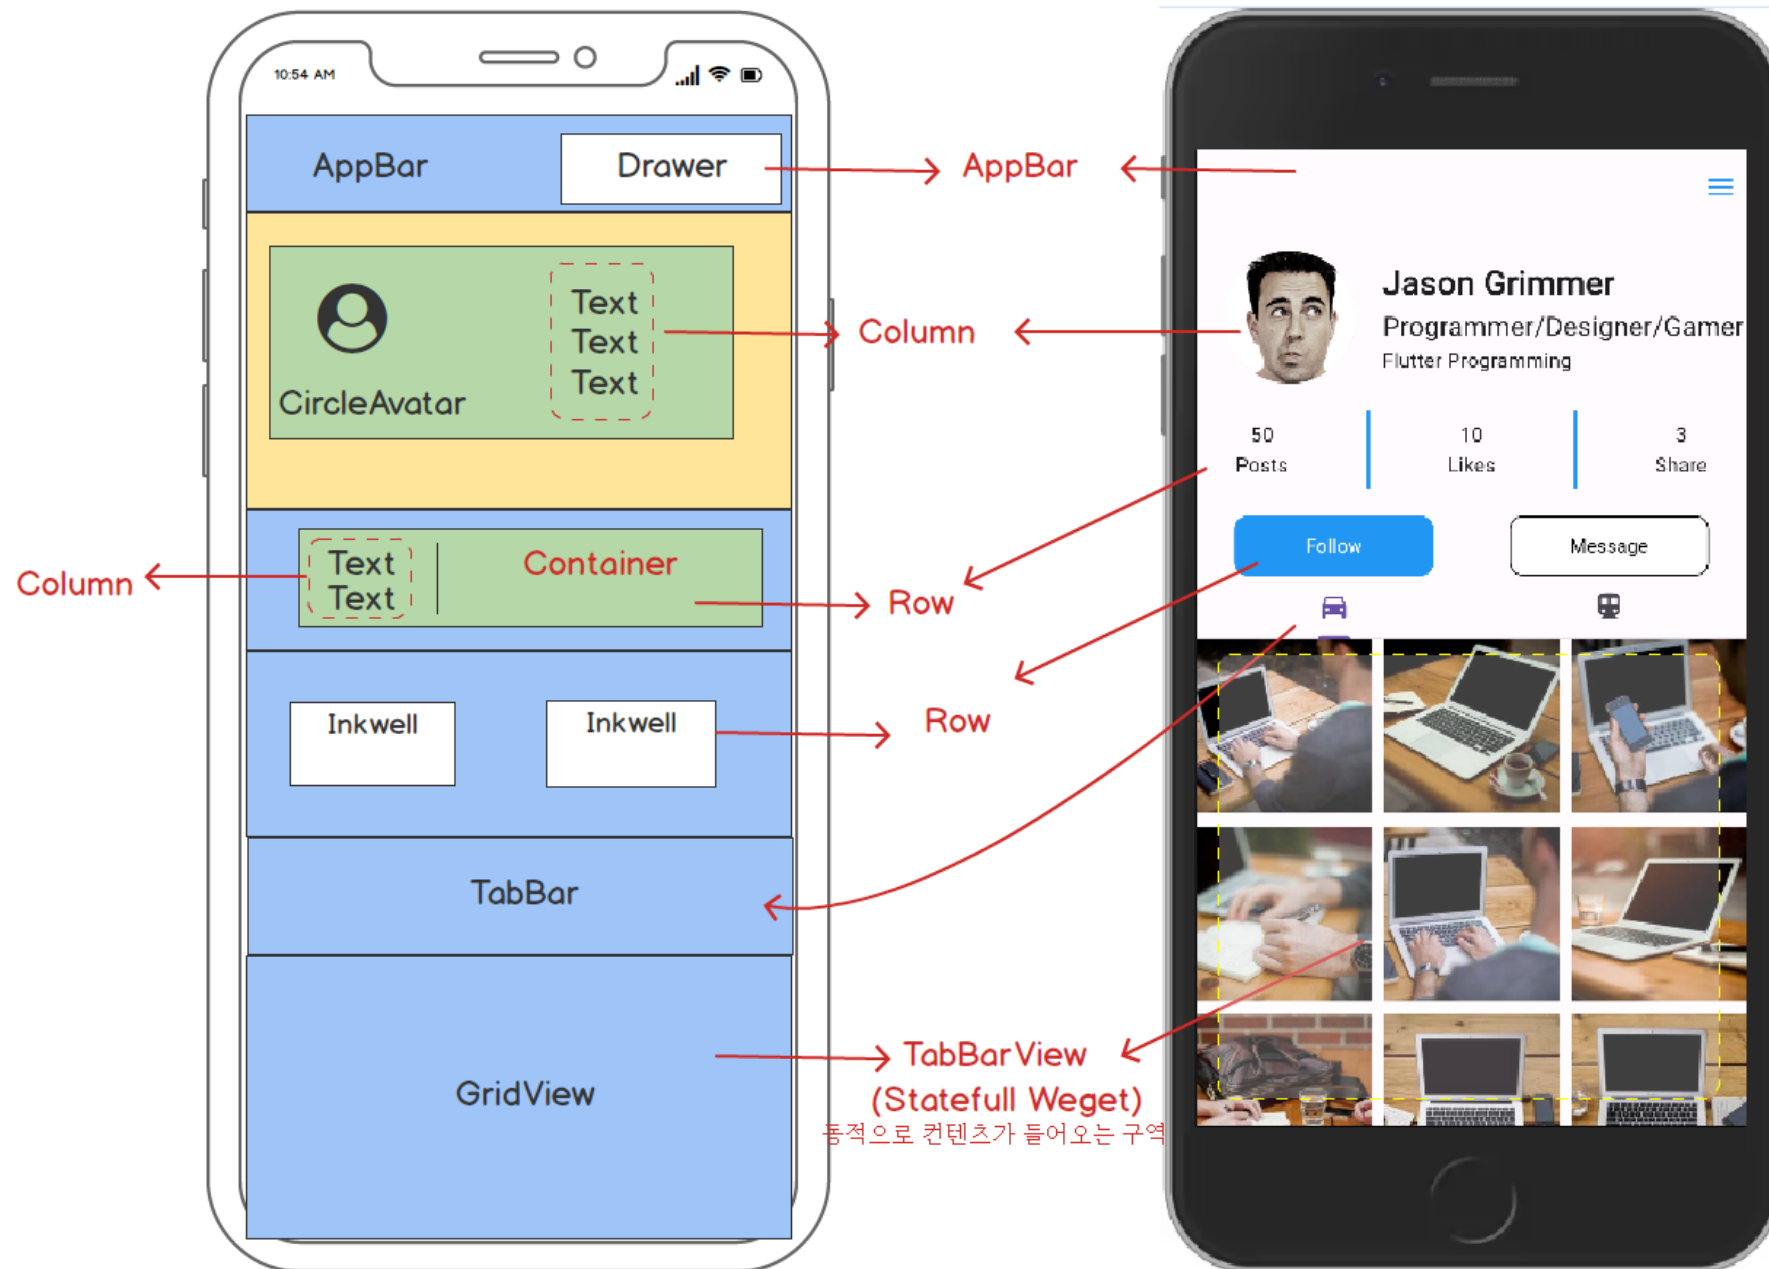 10:54 AM
AppBar
Drawer
AppBar
Text
Text
Text
CircleAvatar
Column
Jason Grimmer
Programmer/Designer/Gamer
Flutter Programming
50
Posts
10
Likes
3
Share
Column
Text
Text
Container
Row
Follow
Message
Inkwell
Inkwell
Row
TabBar
GridView
TabBarView
(Statefull Weget)
동적으로 컨텐츠가 들어오는 구역